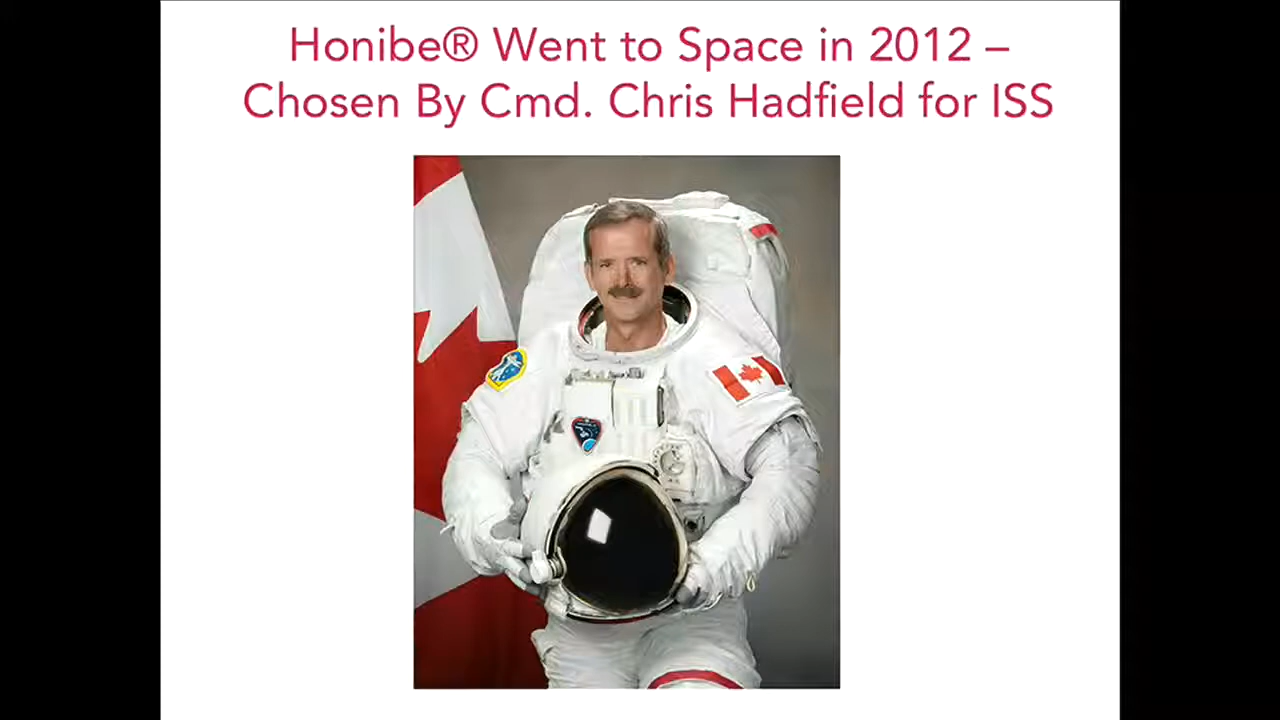 Honibe® Went to Space in 2012 –
Chosen By Cmd. Chris Hadfield for ISS